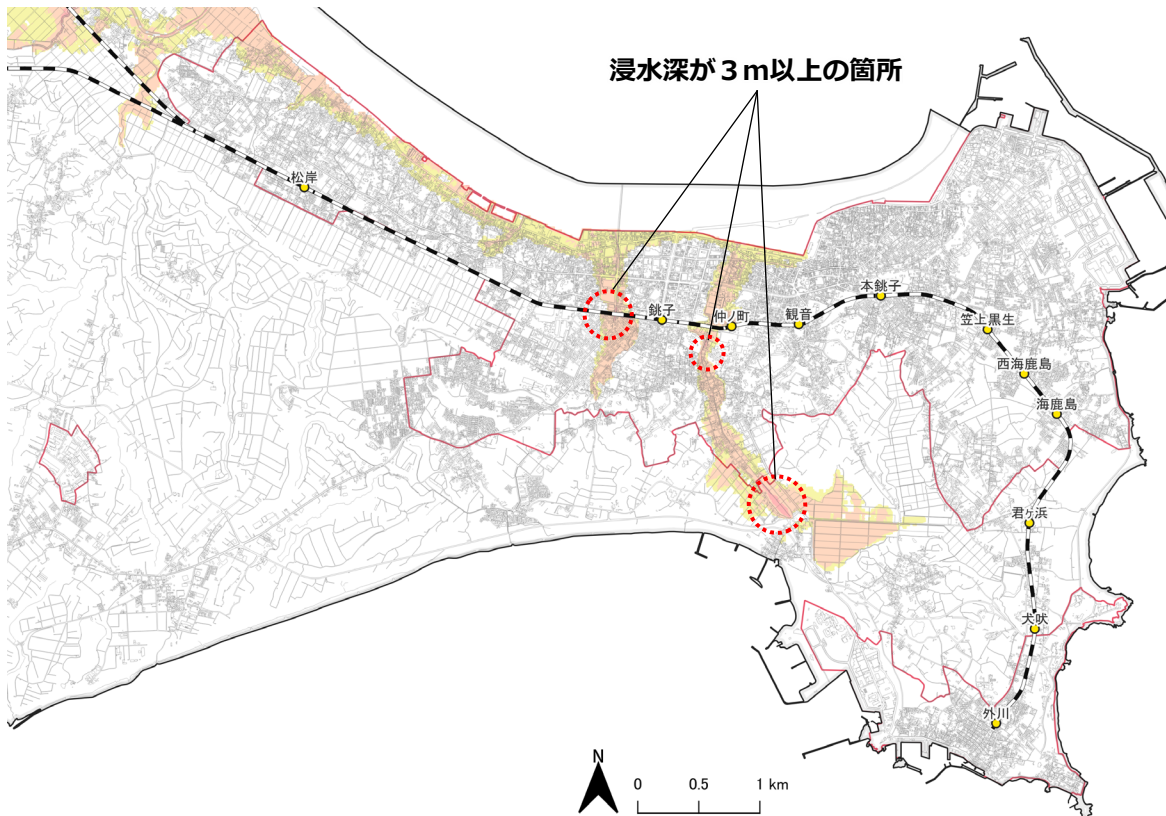 浸水深が3m以上の箇所
松岸
銚子
仲ノ町
観音
本銚子
笠上黒生
西海鹿島
海鹿島
君ヶ浜
犬吠
外川
N
0 0.5 1 km